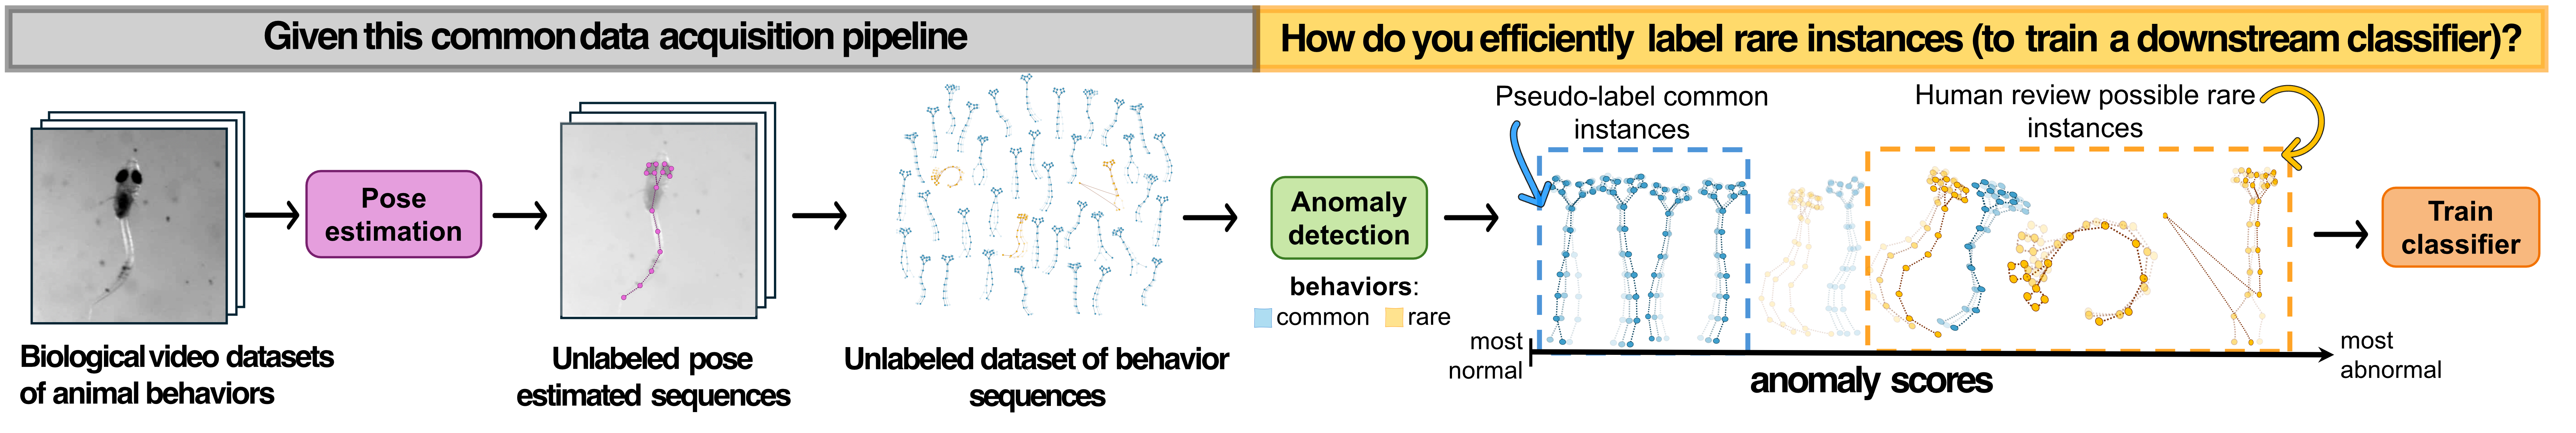 Given this common data acquisition pipeline
How do you efficiently label rare instances (to train a downstream classifier)?
Biological video datasets
of animal behaviors
Pose
estimation
Unlabeled pose
estimated sequences
Unlabeled dataset of behavior
sequences
Anomaly
detection
behaviors:
common
rare
Pseudo-label common
instances
Human review possible rare
instances
most
normal
anomaly scores
most
abnormal
Train
classifier